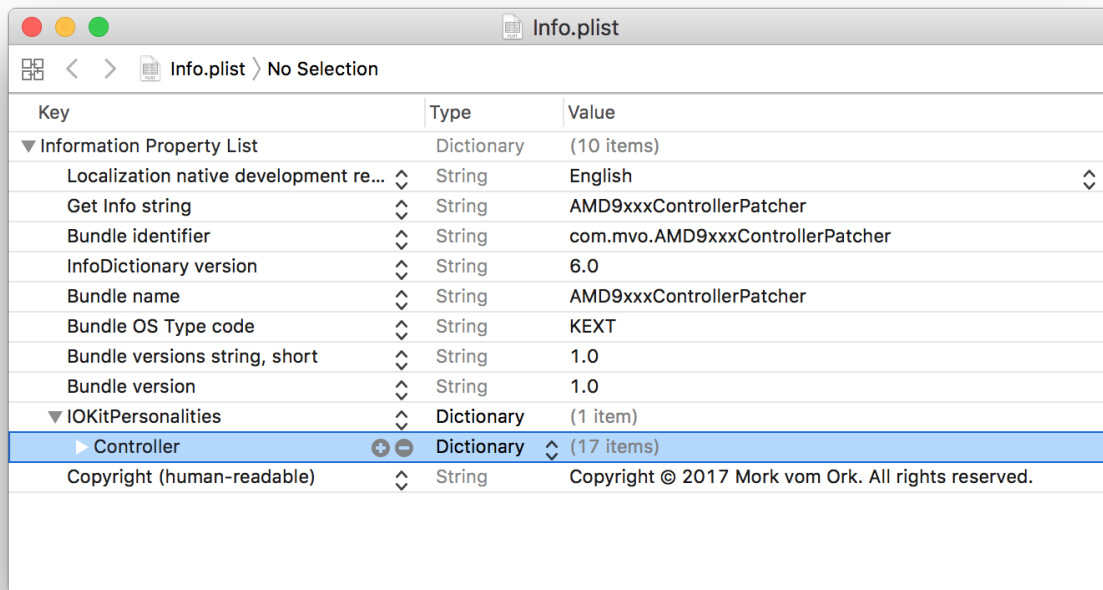 Info.plist
Info.plist 〉 No Selection
Key Type Value
Information Property List Dictionary (10 items)
Localization native development re... String English
Get Info string String AMD9xxxControllerPatcher
Bundle identifier String com.mvo.AMD9xxxControllerPatcher
InfoDictionary version String 6.0
Bundle name String AMD9xxxControllerPatcher
Bundle OS Type code String KEXT
Bundle versions string, short String 1.0
Bundle version String 1.0
IOKitPersonalities Dictionary (1 item)
Controller Dictionary (17 items)
Copyright (human-readable) String Copyright © 2017 Mork vom Ork. All rights reserved.